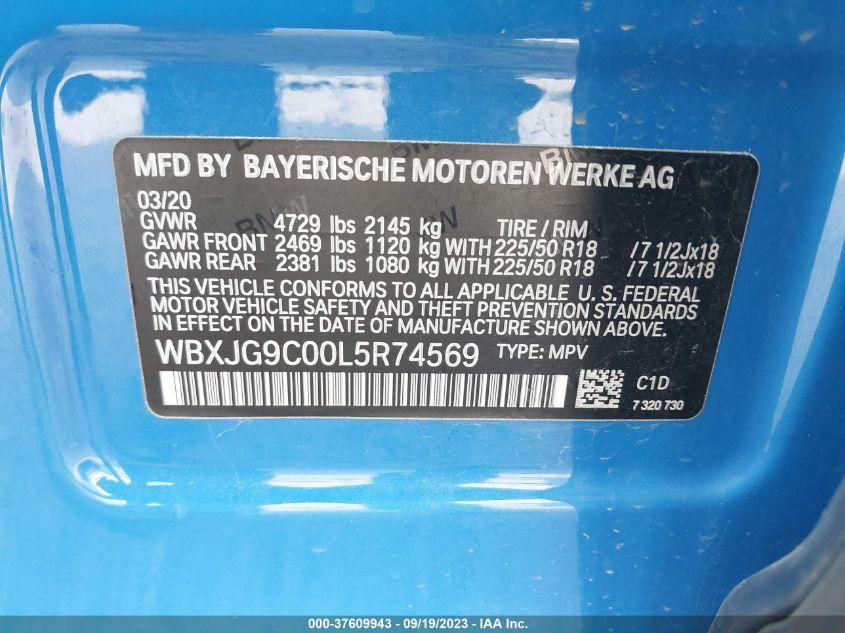 MFD BY BAYERISCHE MOTOREN WERKE AG
03/20
GVWR 4729 lbs 2145 kg TIRE / RIM
GAWR FRONT 2469 lbs 1120 kg WITH 225/50 R18 / 7 1/2Jx18
GAWR REAR 2381 lbs 1080 kg WITH 225/50 R18 / 7 1/2Jx18
THIS VEHICLE CONFORMS TO ALL APPLICABLE U. S. FEDERAL
MOTOR VEHICLE SAFETY AND THEFT PREVENTION STANDARDS
IN EFFECT ON THE DATE OF MANUFACTURE SHOWN ABOVE.
WBXJG9C00L5R74569 TYPE: MPV
C1D
7 320 730
000-37609943 - 09/19/2023 - © IAA, Inc.